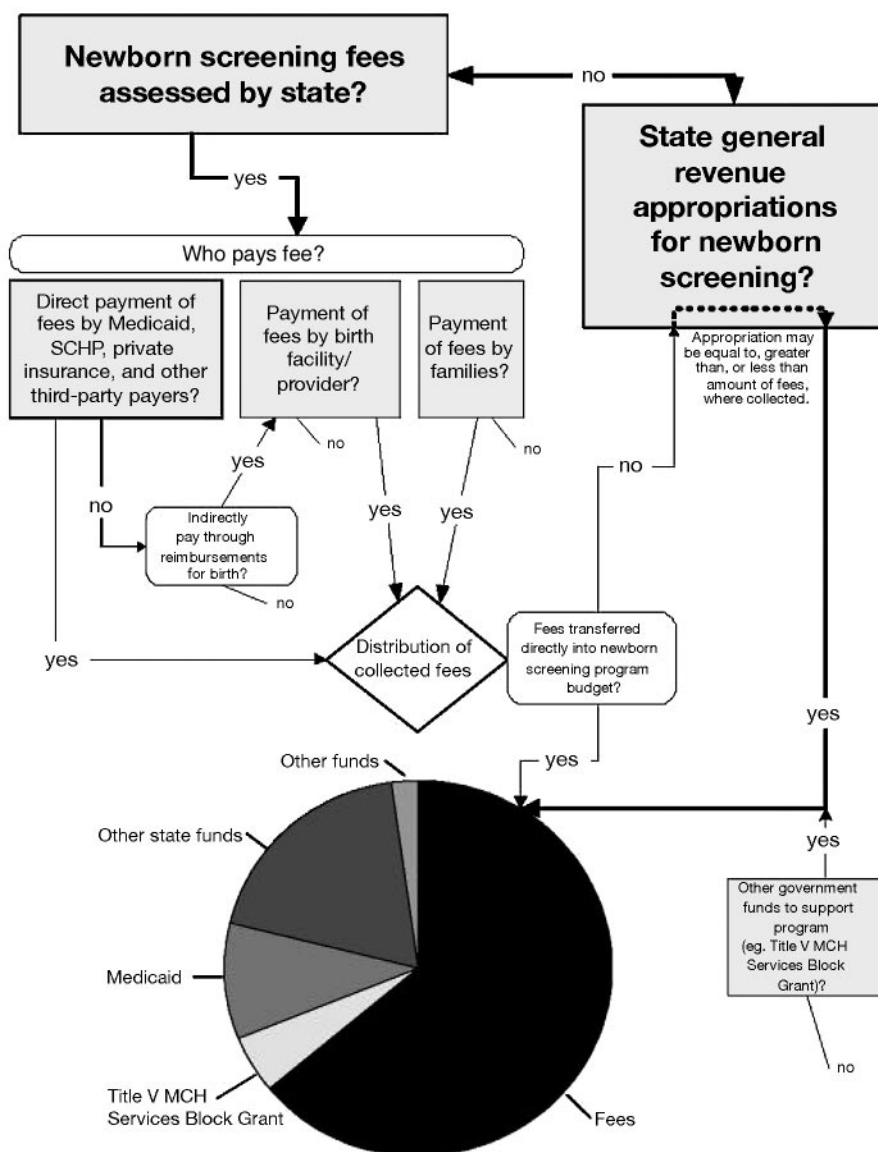 Newborn screening fees
assessed by state?
no
State general
revenue
appropriations
for newborn
screening?
Appropriation may
be equal to, greater
than, or less than
amount of fees,
where collected.
yes
Who pays fee?
Direct payment of
fees by Medicaid,
SCHP, private
insurance, and other
third-party payers?
Payment of
fees by birth
facility/
provider?
Payment
of fees by
families?
no
no
yes
no
no
Indirectly
pay through
reimbursements
for birth?
no
yes
yes
yes
Distribution of
collected fees
Fees transferred
directly into newborn
screening program
budget?
yes
yes
yes
Other government
funds to support
program
(eg. Title V MCH
Services Block
Grant)?
no
Other funds
Other state funds
Medicaid
Title V MCH
Services Block Grant
Fees